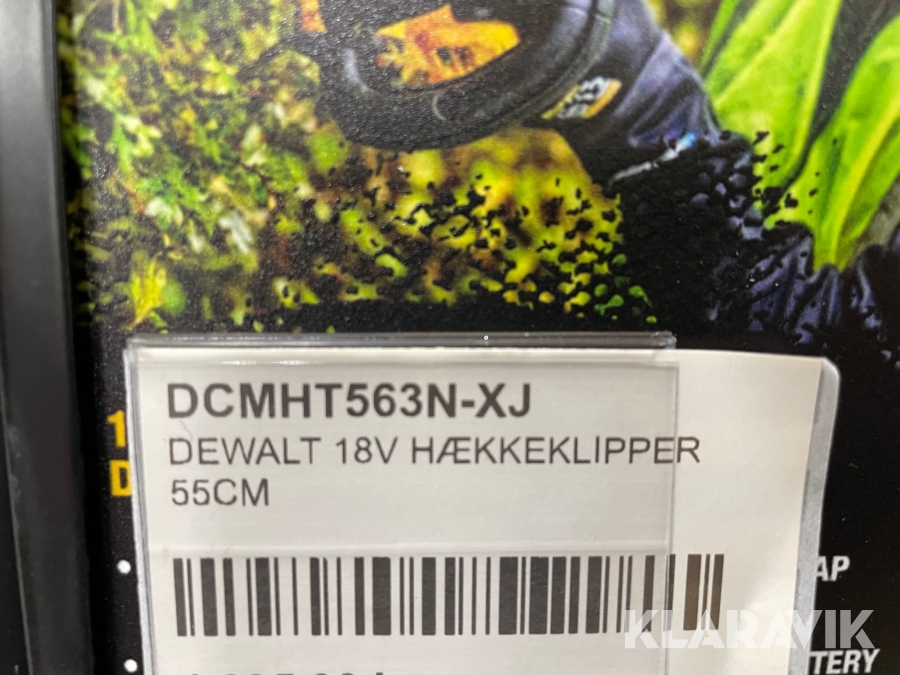 DCMHT563N-XJ
DEWALT 18V HÆKKEKLIPPER
55CM
AP
KLARAVIK
TTERY